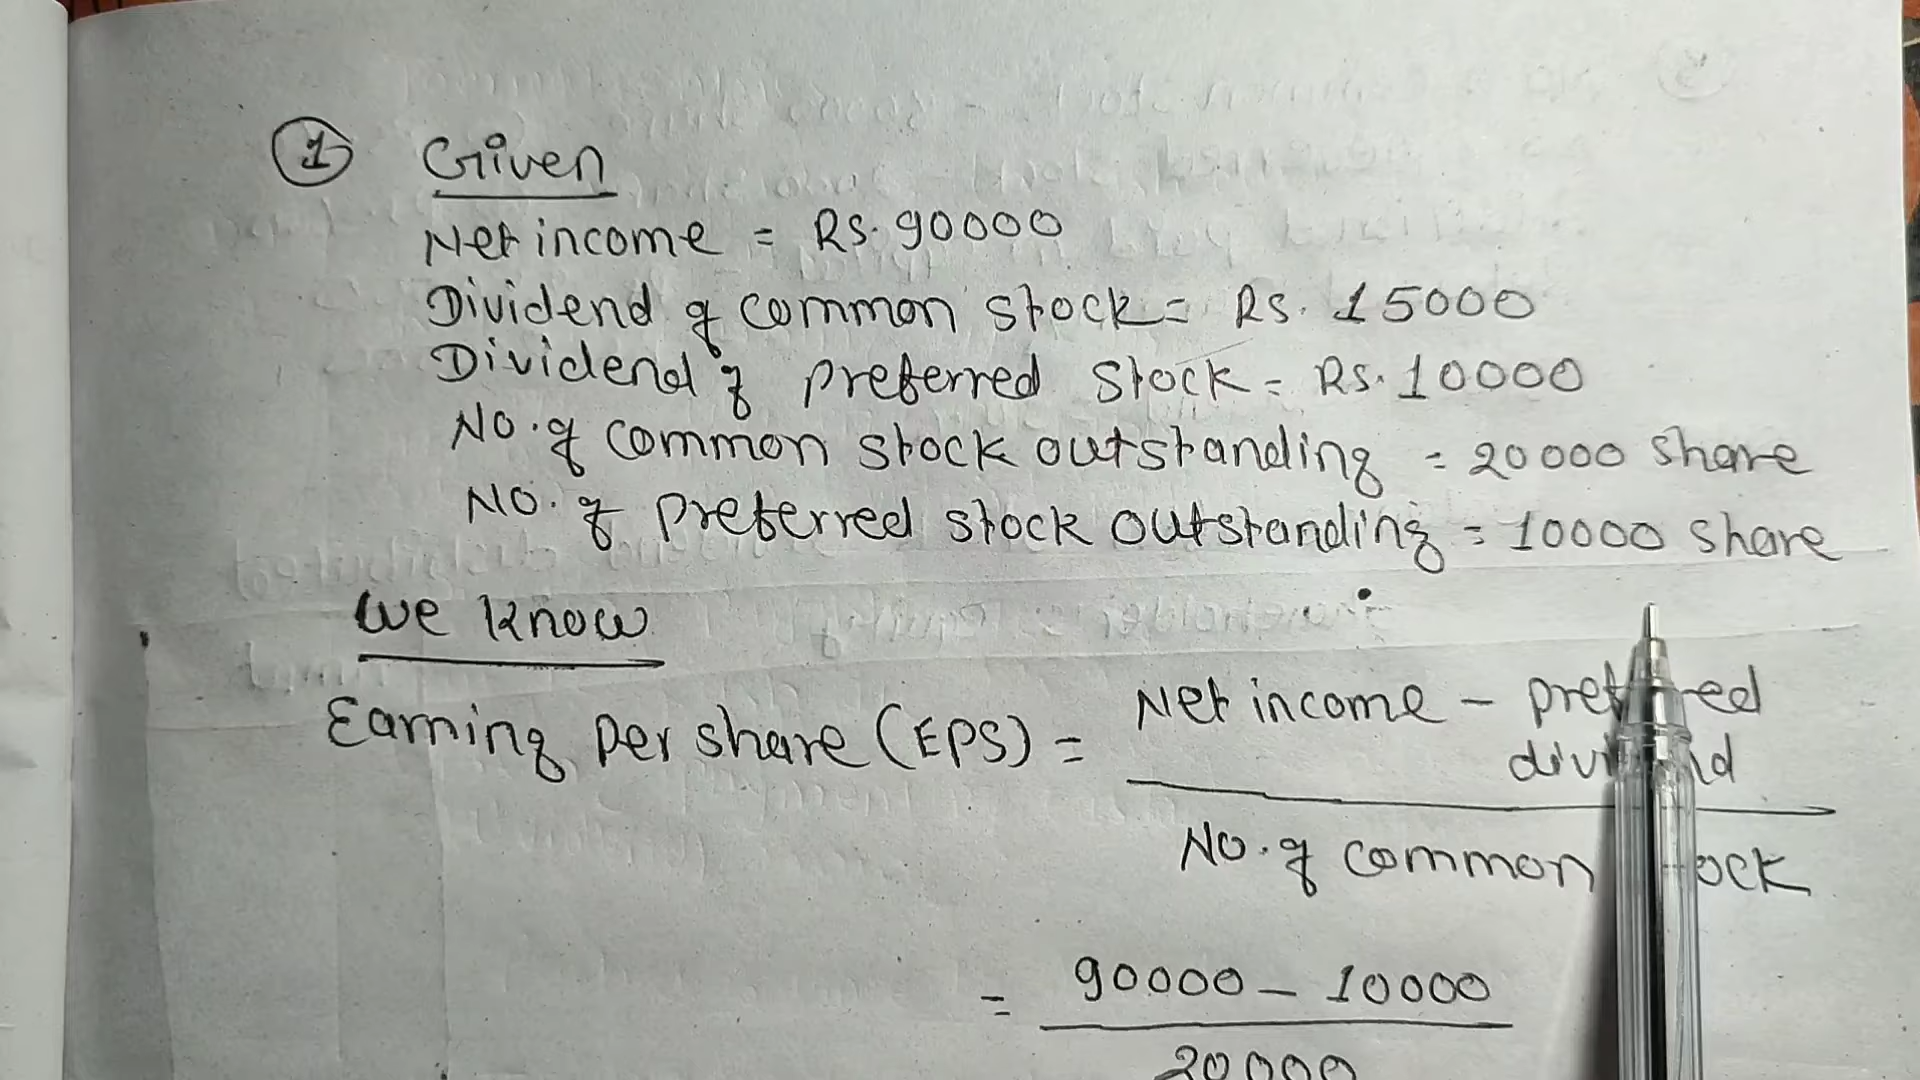 1 Given
Net income = Rs. 90000
Dividend of common stock = Rs. 15000
Dividend of preferred stock = Rs. 10000
No. of common stock outstanding = 20000 share
No. of preferred stock outstanding = 10000 share
We know
Earning per share (EPS) = Net income - preferred dividend
No. of common stock
= 90000 - 10000
20000